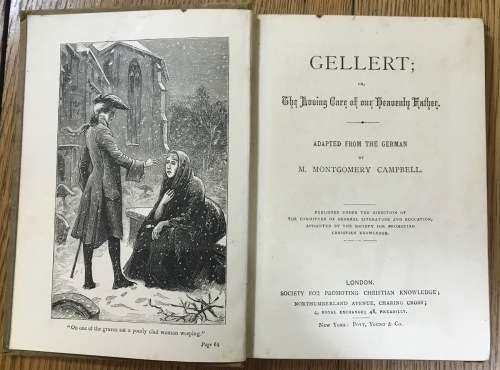 "On one of the graves sat a poorly clad woman weeping."
Page 64
GELLERT;
or,
The Loving Care of our Heavenly Father.
ADAPTED FROM THE GERMAN
BY
M. MONTGOMERY CAMPBELL.
PUBLISHED UNDER THE DIRECTION OF
THE COMMITTEE OF GENERAL LITERATURE AND EDUCATION,
APPOINTED BY THE SOCIETY FOR PROMOTING
CHRISTIAN KNOWLEDGE.
LONDON.
SOCIETY FOR PROMOTING CHRISTIAN KNOWLEDGE;
NORTHUMBERLAND AVENUE, CHARING CROSS;
4, ROYAL EXCHANGE; 48, PICCADILLY.
NEW YORK: POTT, YOUNG & CO.